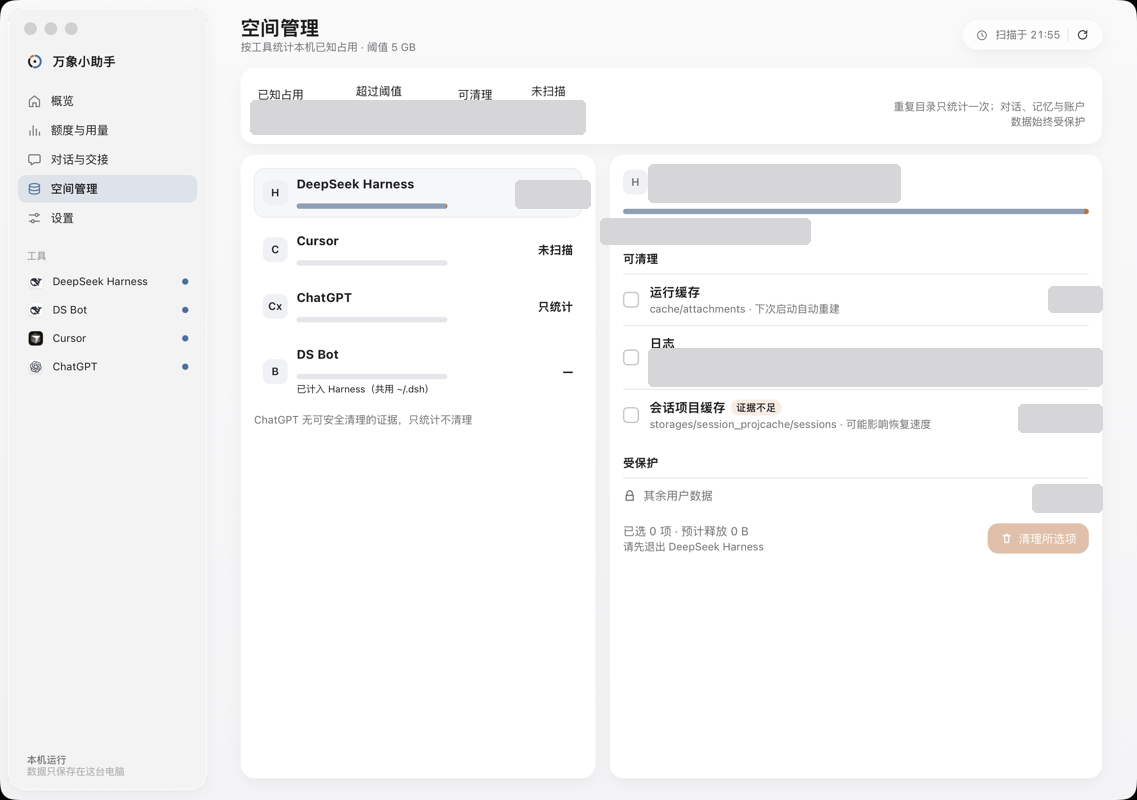 万象小助手
概览
额度与用量
对话与交接
空间管理
设置
工具
DeepSeek Harness
DS Bot
Cursor
ChatGPT
本机运行
数据只保存在这台电脑
空间管理
按工具统计本机已知占用 · 阈值 5 GB
扫描于 21:55
已知占用
超过阈值
可清理
未扫描
重复目录只统计一次；对话、记忆与账户
数据始终受保护
H
DeepSeek Harness
C
Cursor
未扫描
Cx
ChatGPT
只统计
B
DS Bot
—
已计入 Harness（共用 ~/.dsh）
ChatGPT 无可安全清理的证据，只统计不清理
H
可清理
运行缓存
cache/attachments · 下次启动自动重建
日志
会话项目缓存 证据不足
storages/session_projcache/sessions · 可能影响恢复速度
受保护
其余用户数据
已选 0 项 · 预计释放 0 B
请先退出 DeepSeek Harness
清理所选项